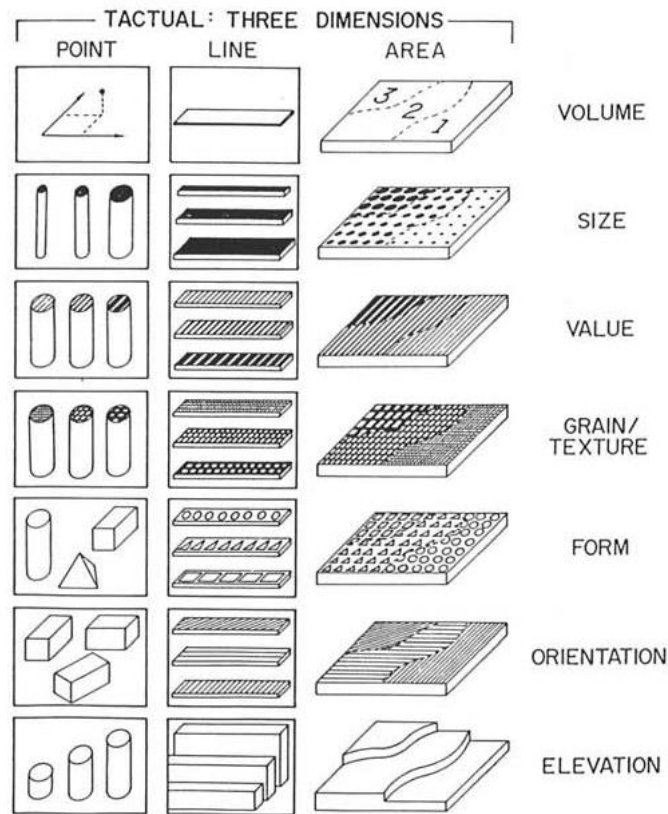 TACTUAL: THREE DIMENSIONS
POINT LINE AREA
3
2
1
VOLUME
SIZE
VALUE
GRAIN/
TEXTURE
FORM
ORIENTATION
ELEVATION